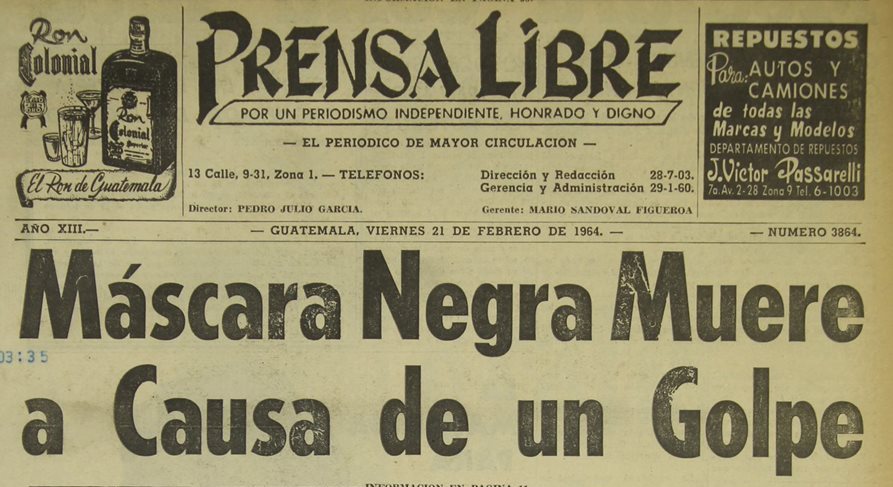 Ron
Colonial
Ron
Colonial
Superior
El Ron de Guatemala
PRENSA LIBRE
POR UN PERIODISMO INDEPENDIENTE, HONRADO Y DIGNO
— EL PERIODICO DE MAYOR CIRCULACION —
13 Calle, 9-31, Zona 1. — TELEFONOS:
Dirección y Redacción 28-7-03.
Gerencia y Administración 29-1-60.
Director: PEDRO JULIO GARCIA.
Gerente: MARIO SANDOVAL FIGUEROA
REPUESTOS
Para: AUTOS Y
CAMIONES
de todas las
Marcas y Modelos
DEPARTAMENTO DE REPUESTOS
J. Victor Passarelli
7a. Av. 2-28 Zona 9 Tel. 6-1003
AÑO XIII.—
— GUATEMALA, VIERNES 21 DE FEBRERO DE 1964. —
— NUMERO 3864.
Máscara Negra Muere
03:35
a Causa de un Golpe